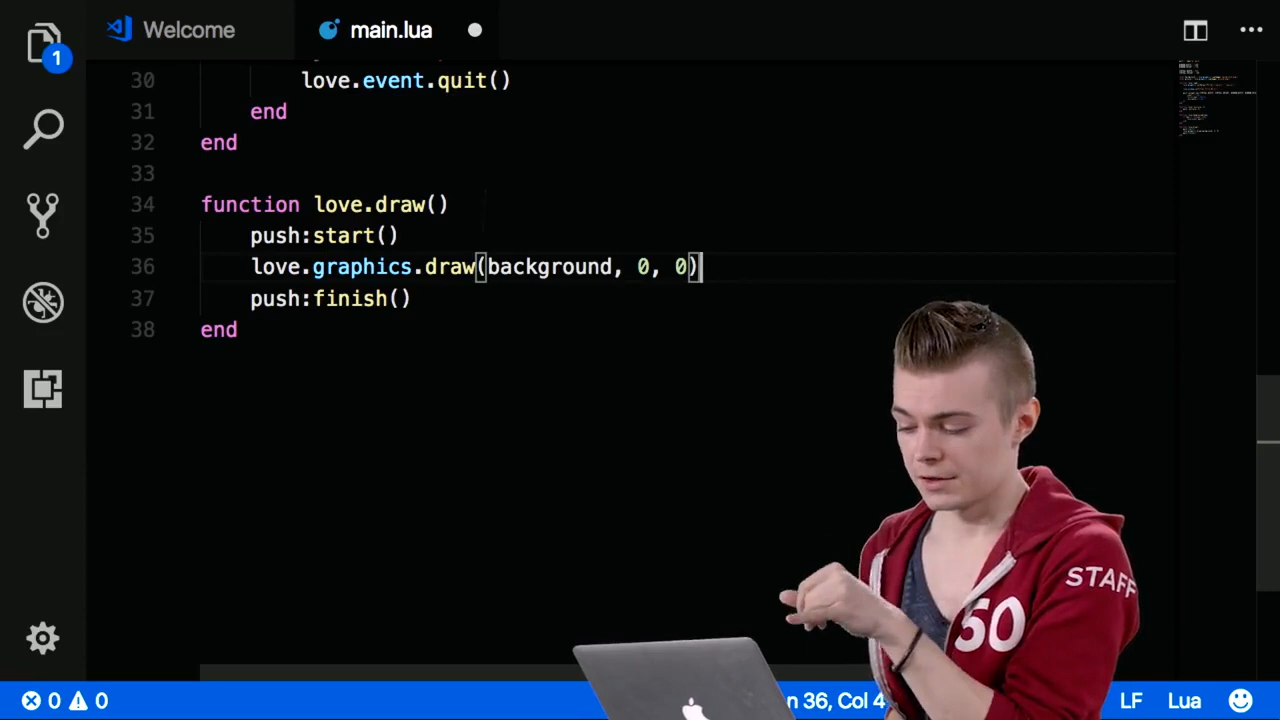 Welcome
main.lua
1
30 love.event.quit()
31 end
32 end
33
34 function love.draw()
35 push:start()
36 love.graphics.draw(background, 0, 0)
37 push:finish()
38 end
STAFF
50
0 0
36, Col 4
LF
Lua